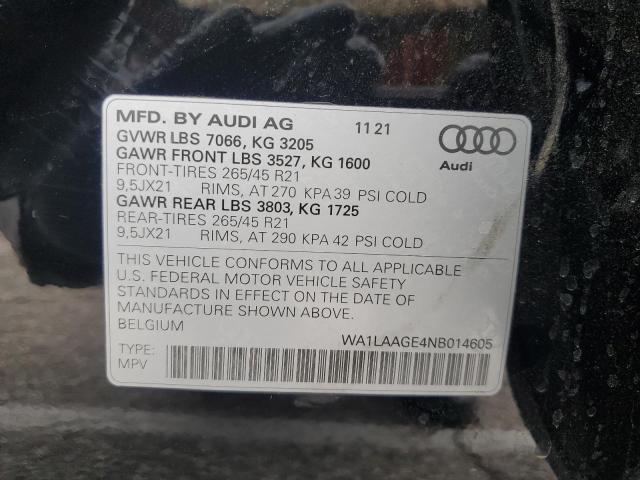 MFD. BY AUDI AG 11 21
GVWR LBS 7066, KG 3205
GAWR FRONT LBS 3527, KG 1600
FRONT-TIRES 265/45 R21
9,5JX21 RIMS, AT 270 KPA 39 PSI COLD
GAWR REAR LBS 3803, KG 1725
REAR-TIRES 265/45 R21
9,5JX21 RIMS, AT 290 KPA 42 PSI COLD
Audi
THIS VEHICLE CONFORMS TO ALL APPLICABLE
U.S. FEDERAL MOTOR VEHICLE SAFETY
STANDARDS IN EFFECT ON THE DATE OF
MANUFACTURE SHOWN ABOVE.
BELGIUM
WA1LAAGE4NB014605
TYPE:
MPV